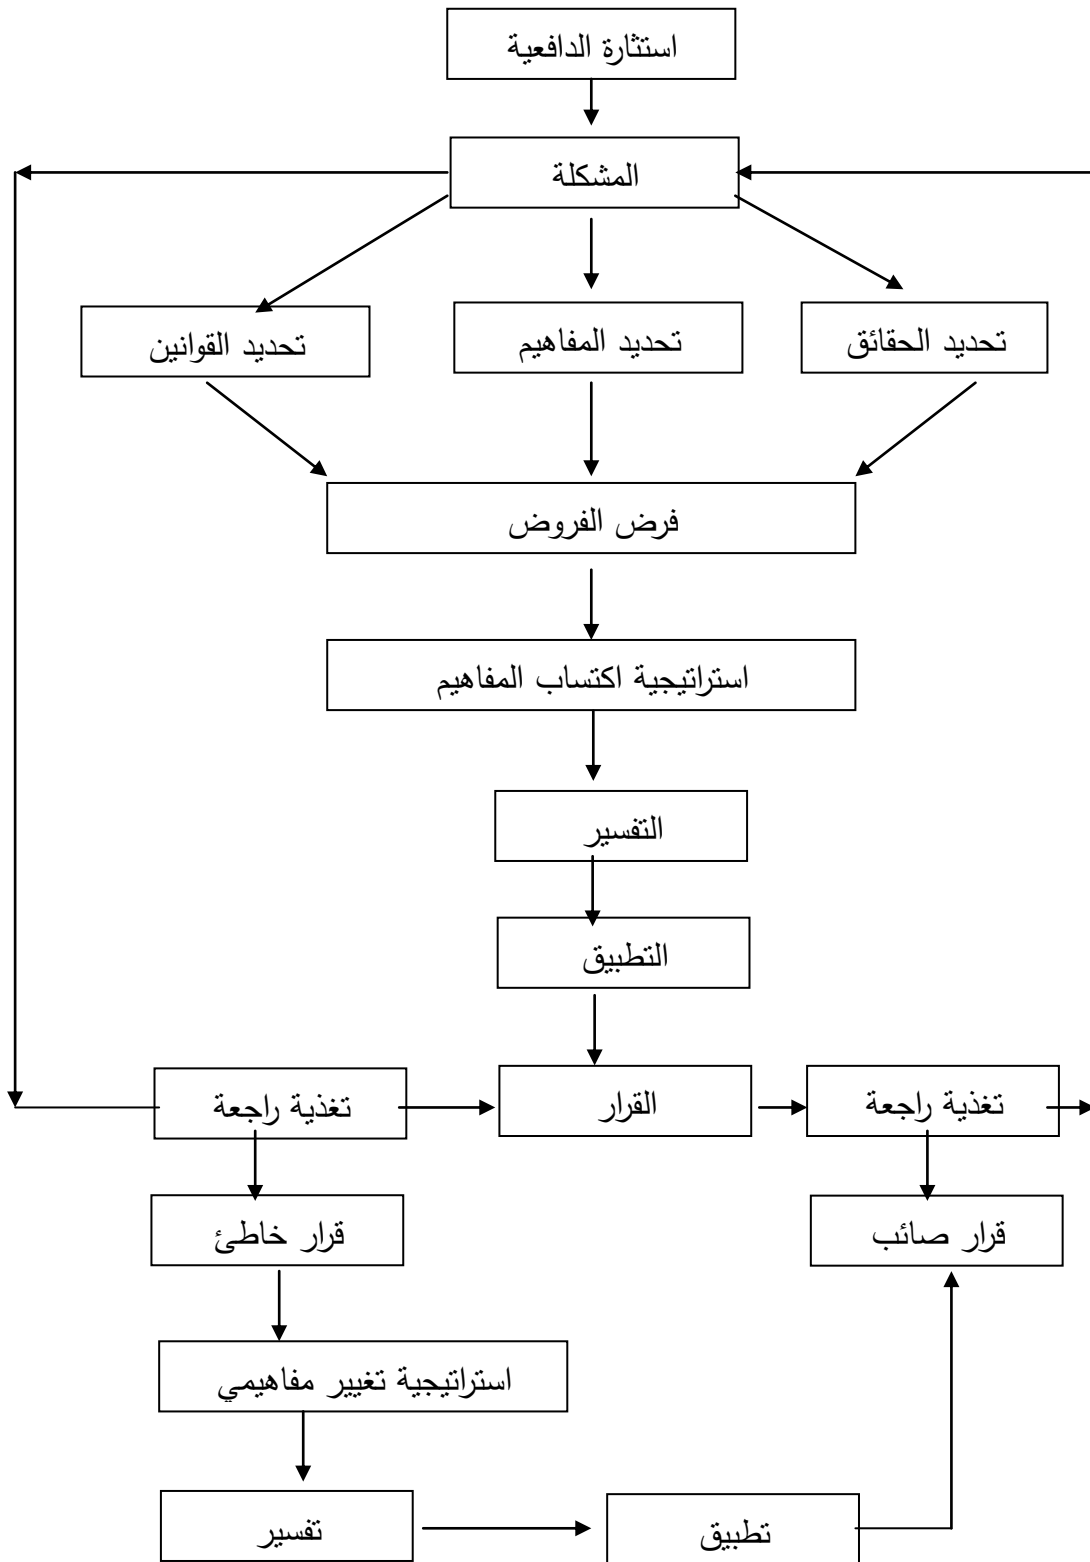 استثارة الدافعية
المشكلة
تحديد الحقائق
تحديد المفاهيم
تحديد القوانين
فرض الفروض
استراتيجية اكتساب المفاهيم
التفسير
التطبيق
تغذية راجعة
القرار
تغذية راجعة
قرار صائب
قرار خاطئ
استراتيجية تغيير مفاهيمي
تطبيق
تفسير